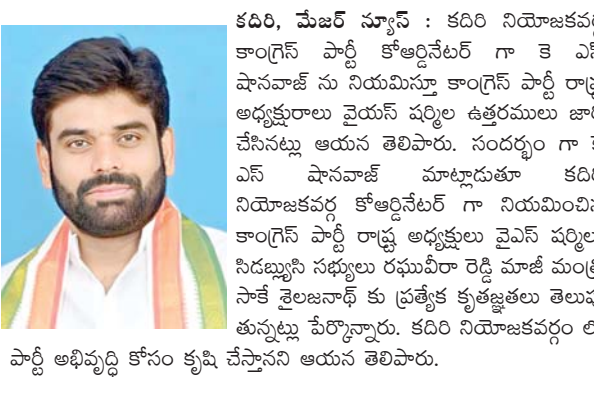 కదిరి, మేజర్ న్యూస్ : కదిరి నియోజకవర్గ
కాంగ్రెస్ పార్టీ కోఆర్డినేటర్ గా కె ఎస్
షానవాజ్ ను నియమిస్తూ కాంగ్రెస్ పార్టీ రాష్ట్ర
అధ్యక్షురాలు వైయస్ షర్మిల ఉత్తరములు జారీ
చేసినట్లు ఆయన తెలిపారు. సందర్భం గా కె
ఎస్ షానవాజ్ మాట్లాడుతూ కదిరి
నియోజకవర్గ కోఆర్డినేటర్ గా నియమించిన
కాంగ్రెస్ పార్టీ రాష్ట్ర అధ్యక్షులు వైఎస్ షర్మిల,
సిడబ్ల్యుసి సభ్యులు రఘువీరా రెడ్డి మాజీ మంత్రి
సాకే శైలజనాథ్ కు ప్రత్యేక కృతజ్ఞతలు తెలుపు
తున్నట్లు పేర్కొన్నారు. కదిరి నియోజకవర్గం లో
పార్టీ అభివృద్ధి కోసం కృషి చేస్తానని ఆయన తెలిపారు.